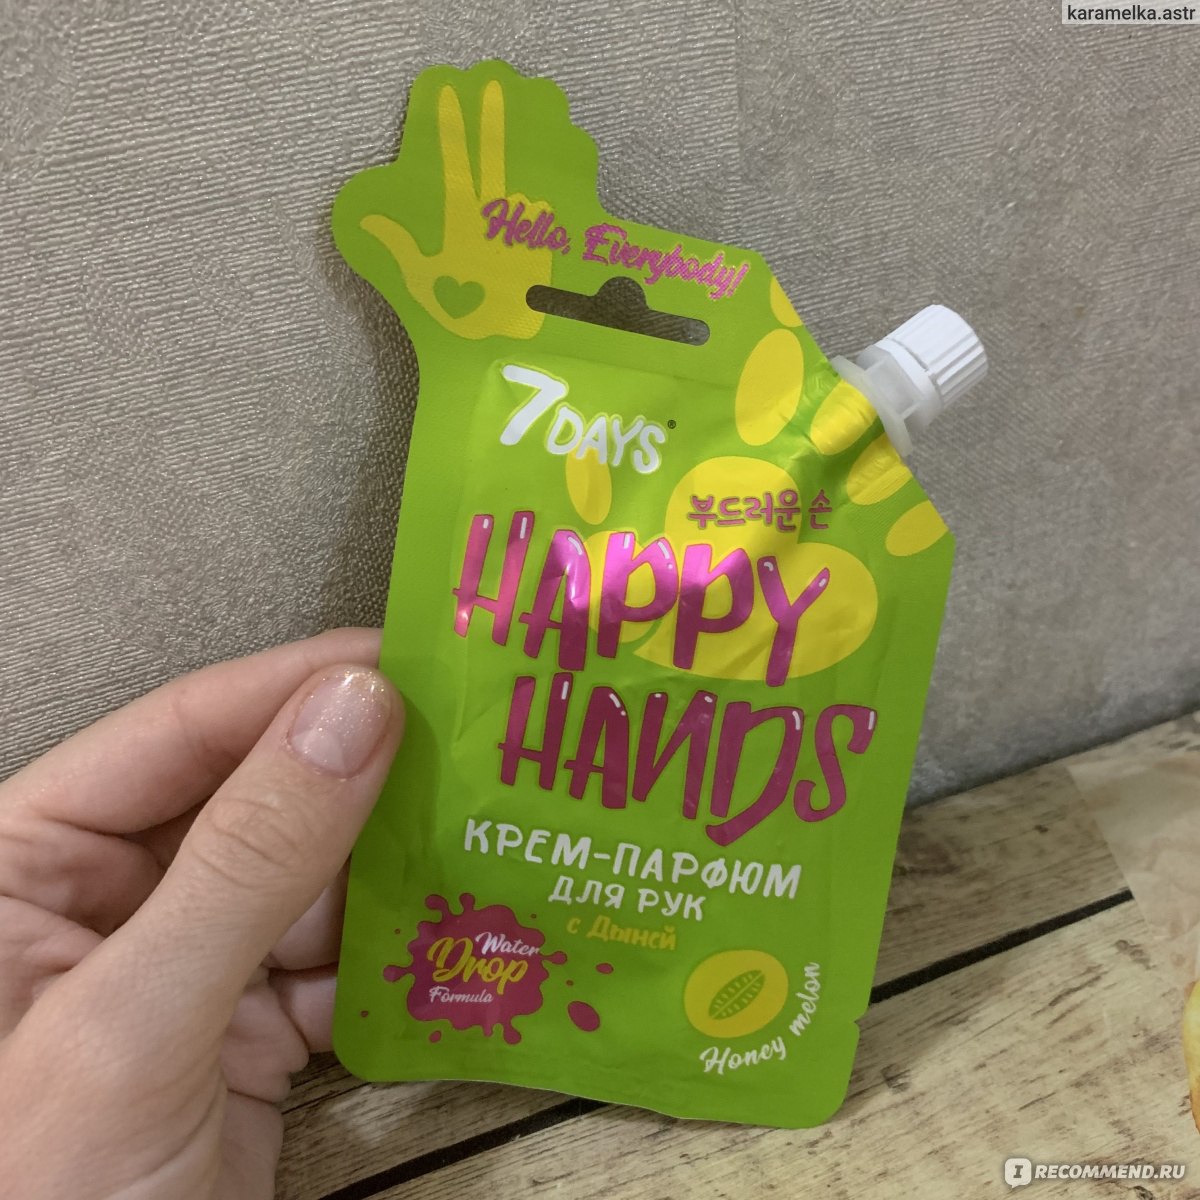 karamelka.astr
Hello, Everybody!
7DAYS®
부드러운 손
HAPPY
HANDS
КРЕМ-ПАРФЮМ
ДЛЯ РУК
с Дыней
Water
Drop
Formula
Honey melon
IRECOMMEND.RU